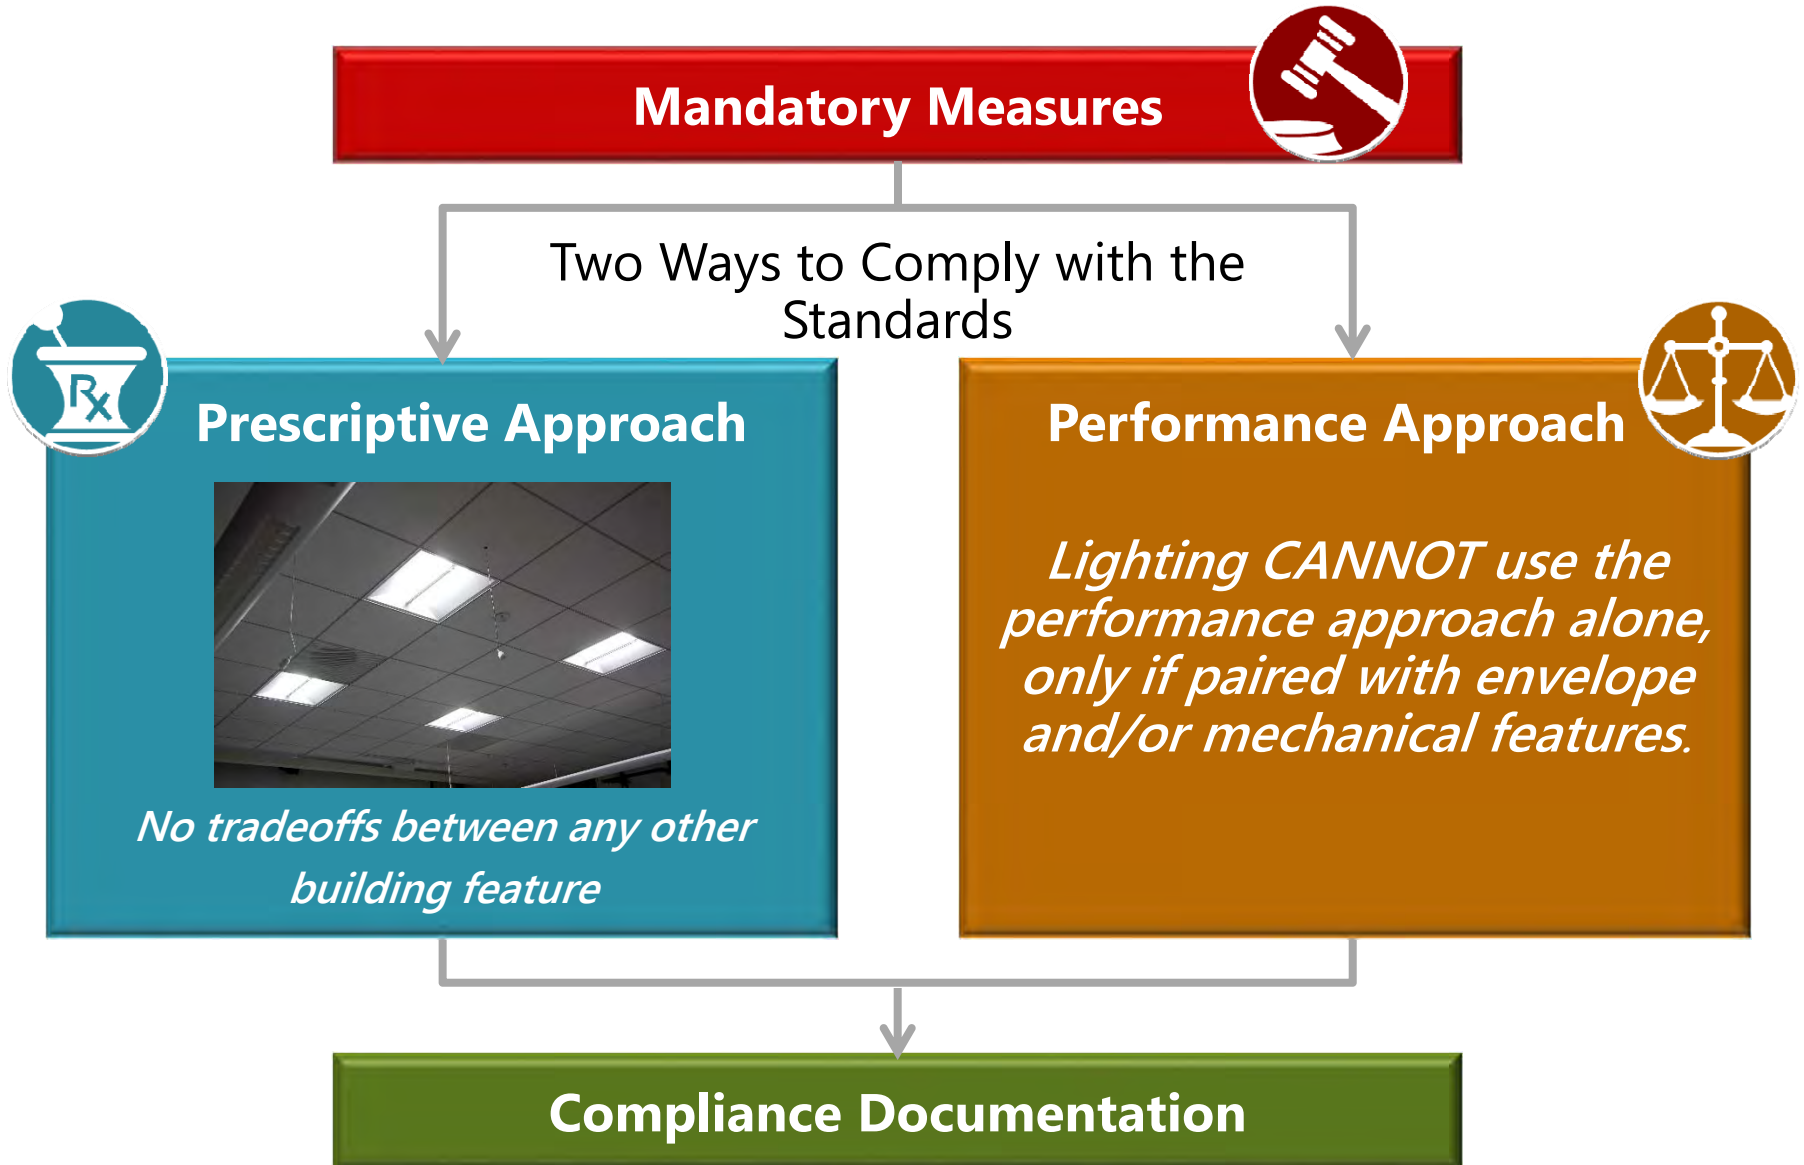 Mandatory Measures
Two Ways to Comply with the
Standards
Rx
Prescriptive Approach
No tradeoffs between any other
building feature
Performance Approach
Lighting CANNOT use the
performance approach alone,
only if paired with envelope
and/or mechanical features.
Compliance Documentation